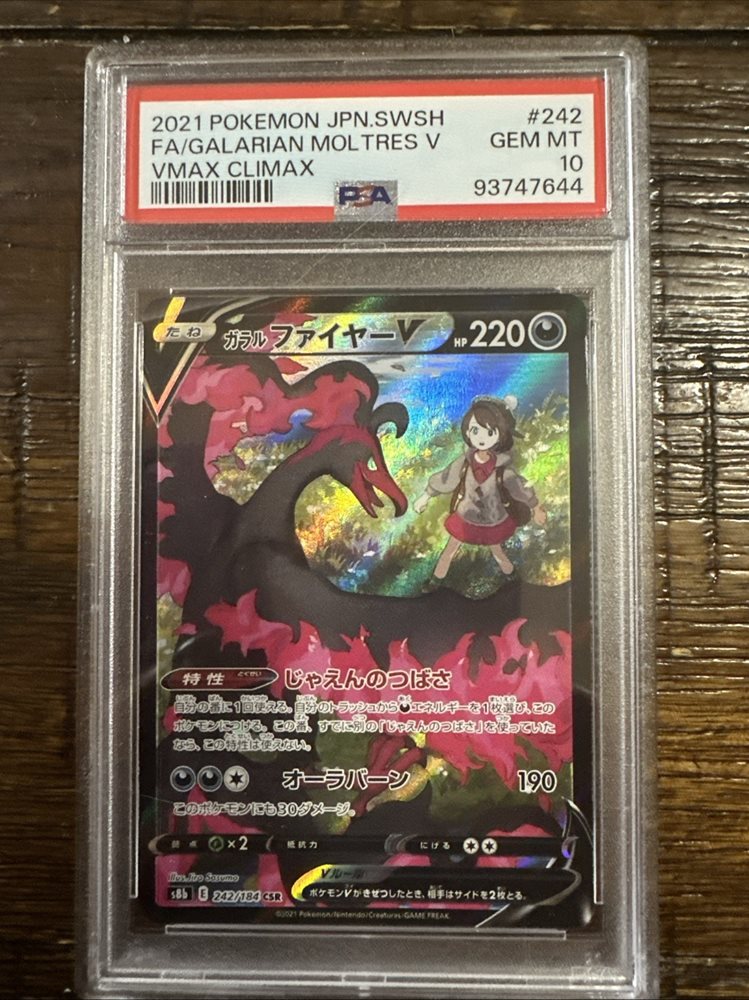 2021 POKEMON JPN.SWSH #242
FA/GALARIAN MOLTRES V GEM MT
VMAX CLIMAX 10
PSA 93747644
たね ガラル ファイヤーV HP 220
特性 とくせい じゃえんのつばさ
自分の番に1回使える。自分のトラッシュからエネルギーを1枚選び、この
ポケモンにつける。この番、すでに別の「じゃえんのつばさ」を使っていた
なら、この特性は使えない。
オーラバーン 190
このポケモンにも30ダメージ。
弱点 ×2 抵抗力 にげる
Illus.Jiro Sasumo
Vルール
s8b E 242/184 CSR ポケモンVがきぜつしたとき、相手はサイドを2枚とる。
©2021 Pokémon/Nintendo/Creatures/GAME FREAK.